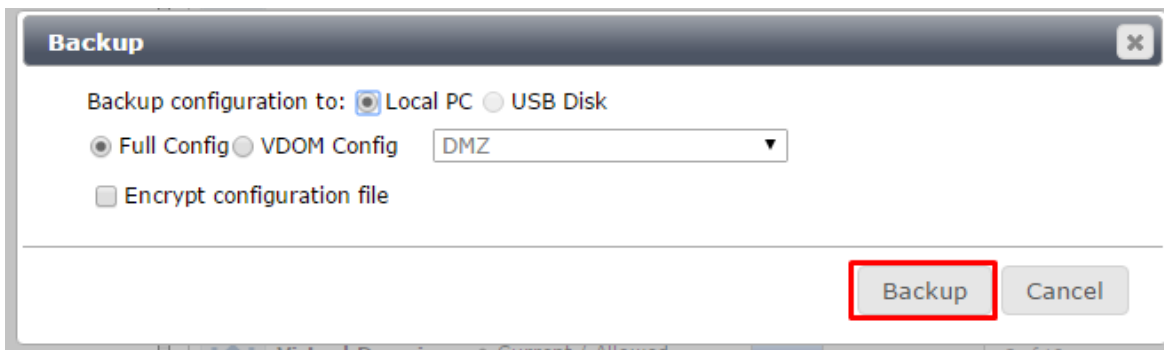 Backup
Backup configuration to: Local PC USB Disk
Full Config VDOM Config DMZ
Encrypt configuration file
Backup Cancel